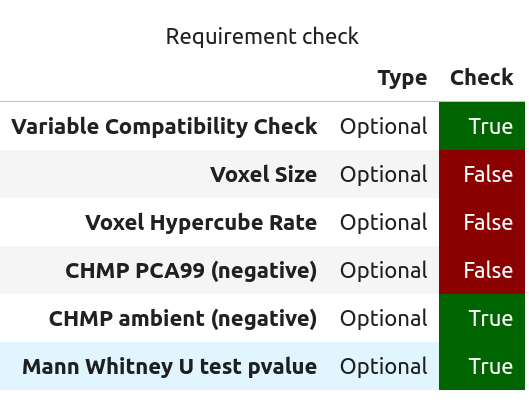 Requirement check
Type Check
Variable Compatibility Check Optional True
Voxel Size Optional False
Voxel Hypercube Rate Optional False
CHMP PCA99 (negative) Optional False
CHMP ambient (negative) Optional True
Mann Whitney U test pvalue Optional True